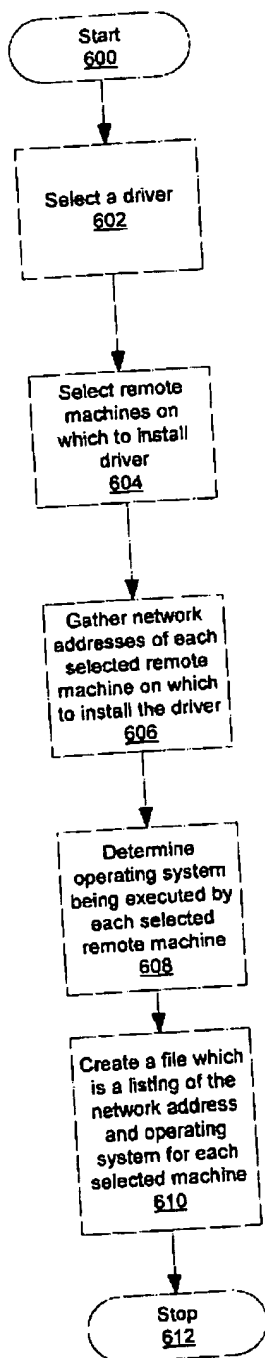 Start
600
Select a driver
602
Select remote
machines on
which to install
driver
604
Gather network
addresses of each
selected remote
machine on which
to install the driver
606
Determine
operating system
being executed by
each selected
remote machine
608
Create a file which
is a listing of the
network address
and operating
system for each
selected machine
610
Stop
612